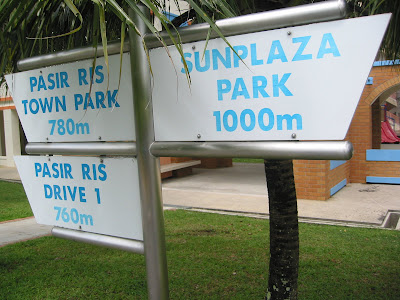 PASIR RIS
TOWN PARK
780m
SUNPLAZA
PARK
1000m
PASIR RIS
DRIVE 1
760m